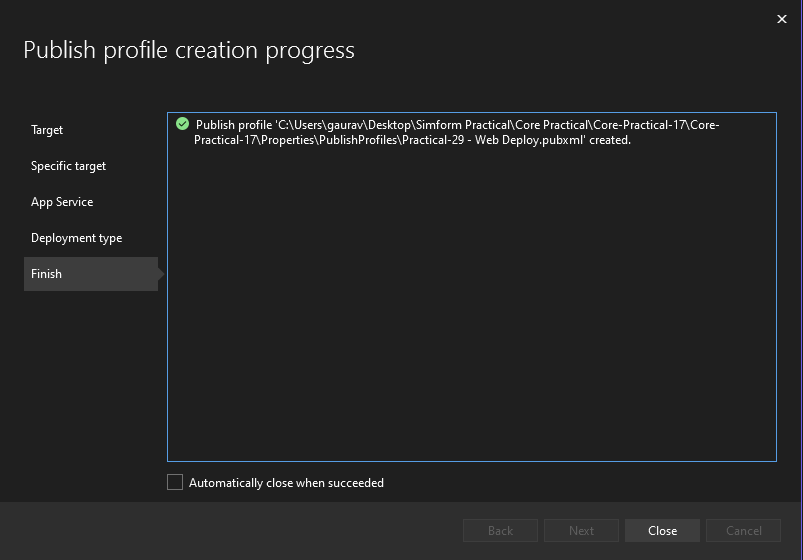 Publish profile creation progress
Target
Specific target
App Service
Deployment type
Finish
Publish profile 'C:\Users\gaurav\Desktop\Simform Practical\Core Practical\Core-Practical-17\Core-
Practical-17\Properties\PublishProfiles\Practical-29 - Web Deploy.pubxml' created.
Automatically close when succeeded
Back
Next
Close
Cancel